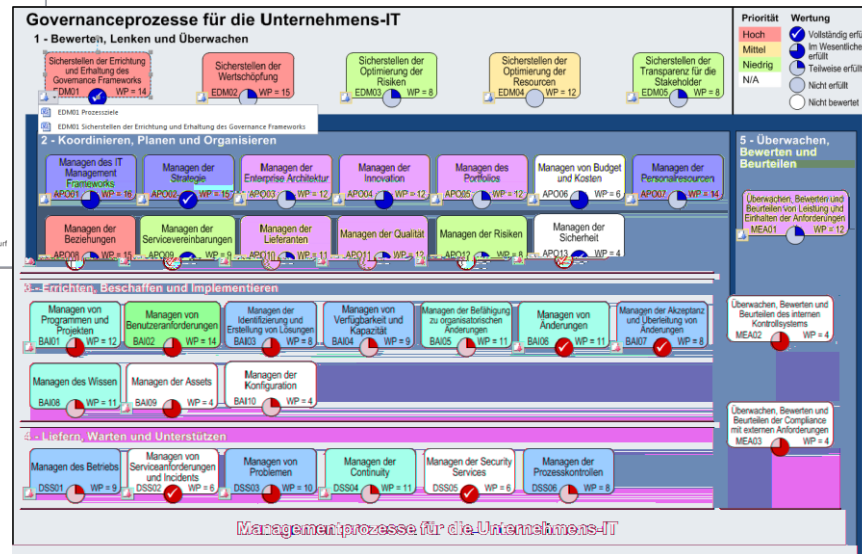 Governanceprozesse für die Unternehmens-IT
1 - Bewerten, Lenken und Überwachen
Sicherstellen der Errichtung
und Erhaltung des
Governance Frameworks
EDM01 WP = 14
Sicherstellen der
Wertschöpfung
EDM02 WP = 15
Sicherstellen der
Optimierung der
Risiken
EDM03 WP = 8
Sicherstellen der
Optimierung der
Resourcen
EDM04 WP = 12
Sicherstellen der
Transparenz für die
Stakeholder
EDM05 WP = 8
Priorität
Hoch
Mittel
Niedrig
N/A
Wertung
Vollständig erfü
Im Wesentliche
erfüllt
Teilweise erfüllt
Nicht erfüllt
Nicht bewertet
EDM01 Prozessziele
EDM01 Sicherstellen der Errichtung und Erhaltung des Governance Frameworks
2 - Koordinieren, Planen und Organisieren
Managen des IT
Management
Frameworks
APO01 WP = 16
Managen der
Strategie
APO02 WP = 15
Managen der
Enterprise Architektur
APO03 WP = 12
Managen der
Innovation
APO04 WP = 12
Managen des
Portfolios
APO05 WP = 12
Managen von Budget
und Kosten
APO06 WP = 6
Managen der
Personalresourcen
APO07 WP = 14
Managen der
Beziehungen
APO08 WP = 15
Managen der
Servicevereinbarungen
APO09 WP = 9
Managen der
Lieferanten
APO10 WP = 11
Managen der Qualität
APO11 WP = 12
Managen der Risiken
APO12 WP = 8
Managen der
Sicherheit
APO13 WP = 4
5 - Überwachen,
Bewerten und
Beurteilen
Überwachen, Bewerten und
Beurteilen von Leistung und
Einhalten der Anforderungen
MEA01 WP = 12
Überwachen, Bewerten und
Beurteilen des internen
Kontrollsystems
MEA02 WP = 4
Überwachen, Bewerten und
Beurteilen der Compliance
mit externen Anforderungen
MEA03 WP = 4
3 - Errichten, Beschaffen und Implementieren
Managen von
Programmen und
Projekten
BAI01 WP = 12
Managen von
Benutzeranforderungen
BAI02 WP = 14
Managen der
Identifizierung und
Erstellung von Lösungen
BAI03 WP = 8
Managen von
Verfügbarkeit und
Kapazität
BAI04 WP = 9
Managen der Befähigung
zu organisatorischen
Änderungen
BAI05 WP = 11
Managen von
Änderungen
BAI06 WP = 11
Managen der Akzeptanz
und Überleitung von
Änderungen
BAI07 WP = 8
Managen des Wissen
BAI08 WP = 11
Managen der Assets
BAI09 WP = 4
Managen der
Konfiguration
BAI10 WP = 4
4 - Liefern, Warten und Unterstützen
Managen des Betriebs
DSS01 WP = 9
Managen von
Serviceanforderungen
und Incidents
DSS02 WP = 6
Managen von
Problemen
DSS03 WP = 10
Managen der
Continuity
DSS04 WP = 11
Managen der Security
Services
DSS05 WP = 6
Managen der
Prozesskontrollen
DSS06 WP = 8
Managementprozesse für die Unternehmens-IT